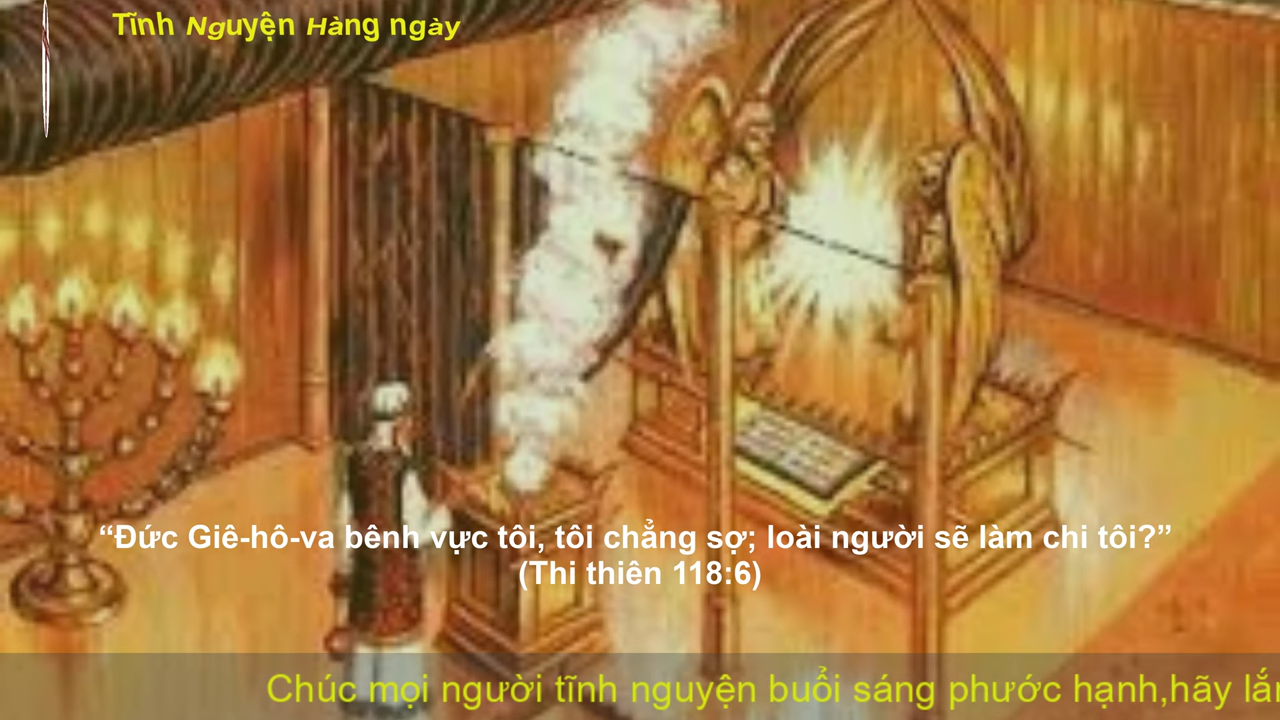 Tĩnh Nguyện Hàng ngày
“Đức Giê-hô-va bênh vực tôi, tôi chẳng sợ; loài người sẽ làm chi tôi?”
(Thi thiên 118:6)
Chúc mọi người tĩnh nguyện buổi sáng phước hạnh,hãy